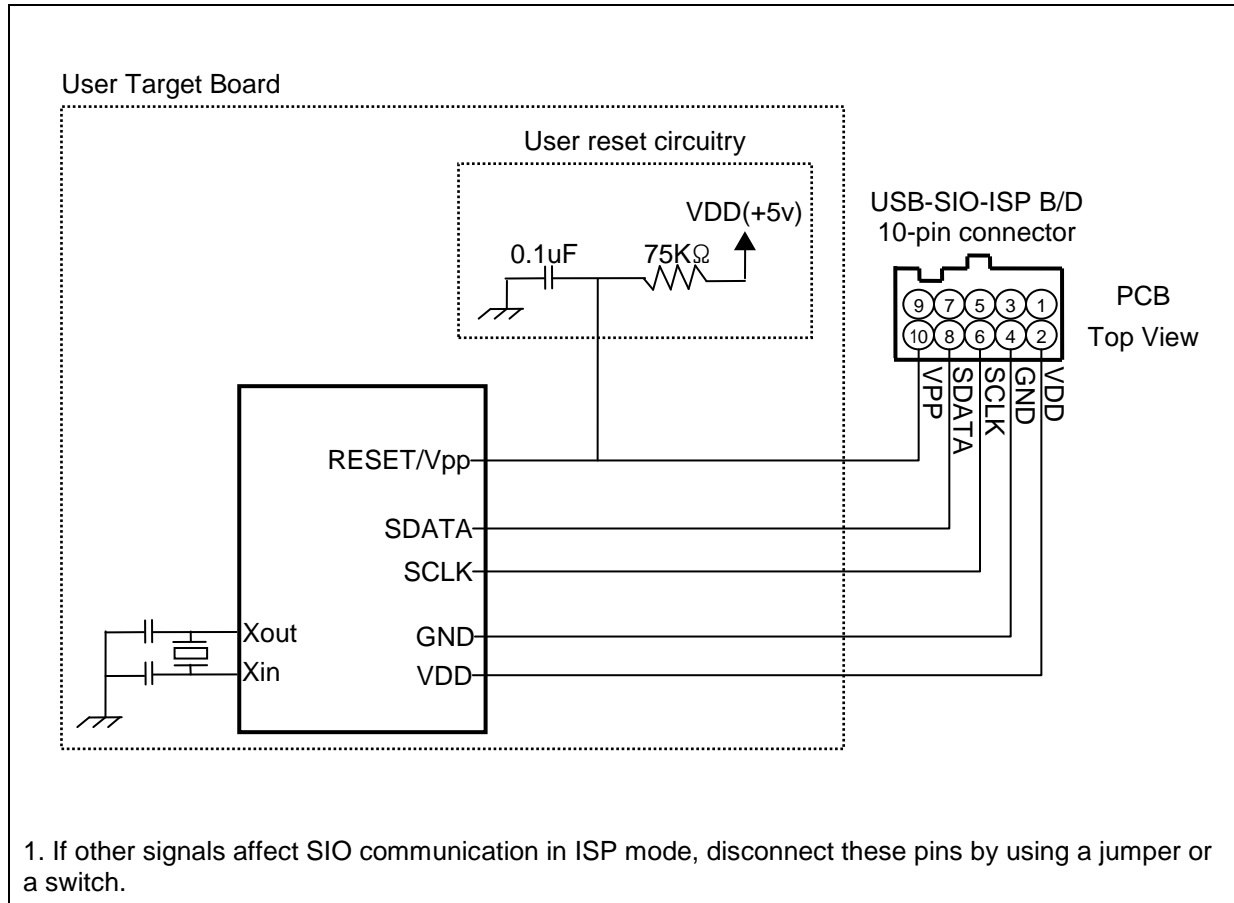 User Target Board
User reset circuitry
VDD(+5v)
0.1uF
75KΩ
USB-SIO-ISP B/D
10-pin connector
9 7 5 3 1
10 8 6 4 2
PCB
Top View
VPP
SDATA
SCLK
GND
VDD
RESET/Vpp
SDATA
SCLK
Xout
GND
Xin
VDD
1. If other signals affect SIO communication in ISP mode, disconnect these pins by using a jumper or
a switch.